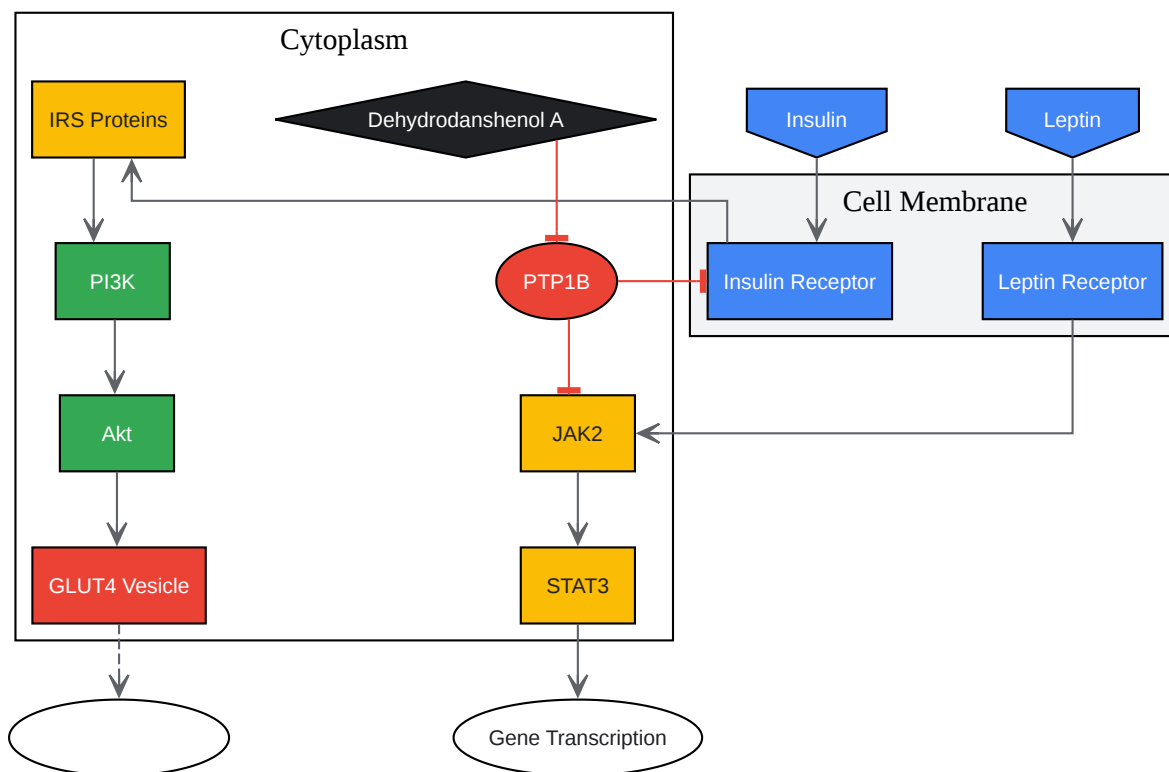 Cytoplasm
IRS Proteins
Dehydrodanshenol A
Insulin
Leptin
Cell Membrane
PI3K
PTP1B
Insulin Receptor
Leptin Receptor
Akt
JAK2
GLUT4 Vesicle
STAT3
Gene Transcription